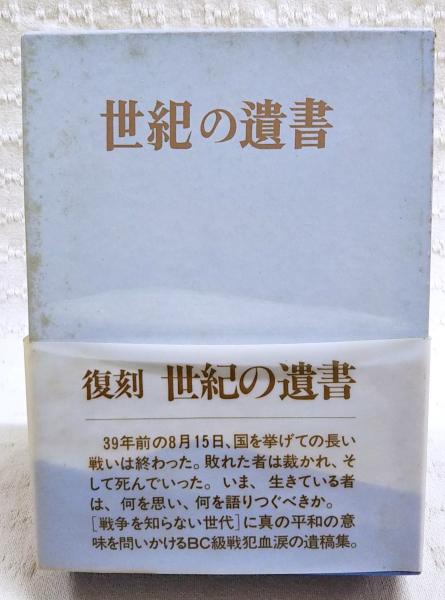 世紀の遺書
復刻 世紀の遺書
39年前の8月15日、国を挙げての長い
戦いは終わった。敗れた者は裁かれ、そ
して死んでいった。いま、生きている者
は、何を思い、何を語りつぐべきか。
[戦争を知らない世代]に真の平和の意
味を問いかけるBC級戦犯血涙の遺稿集。